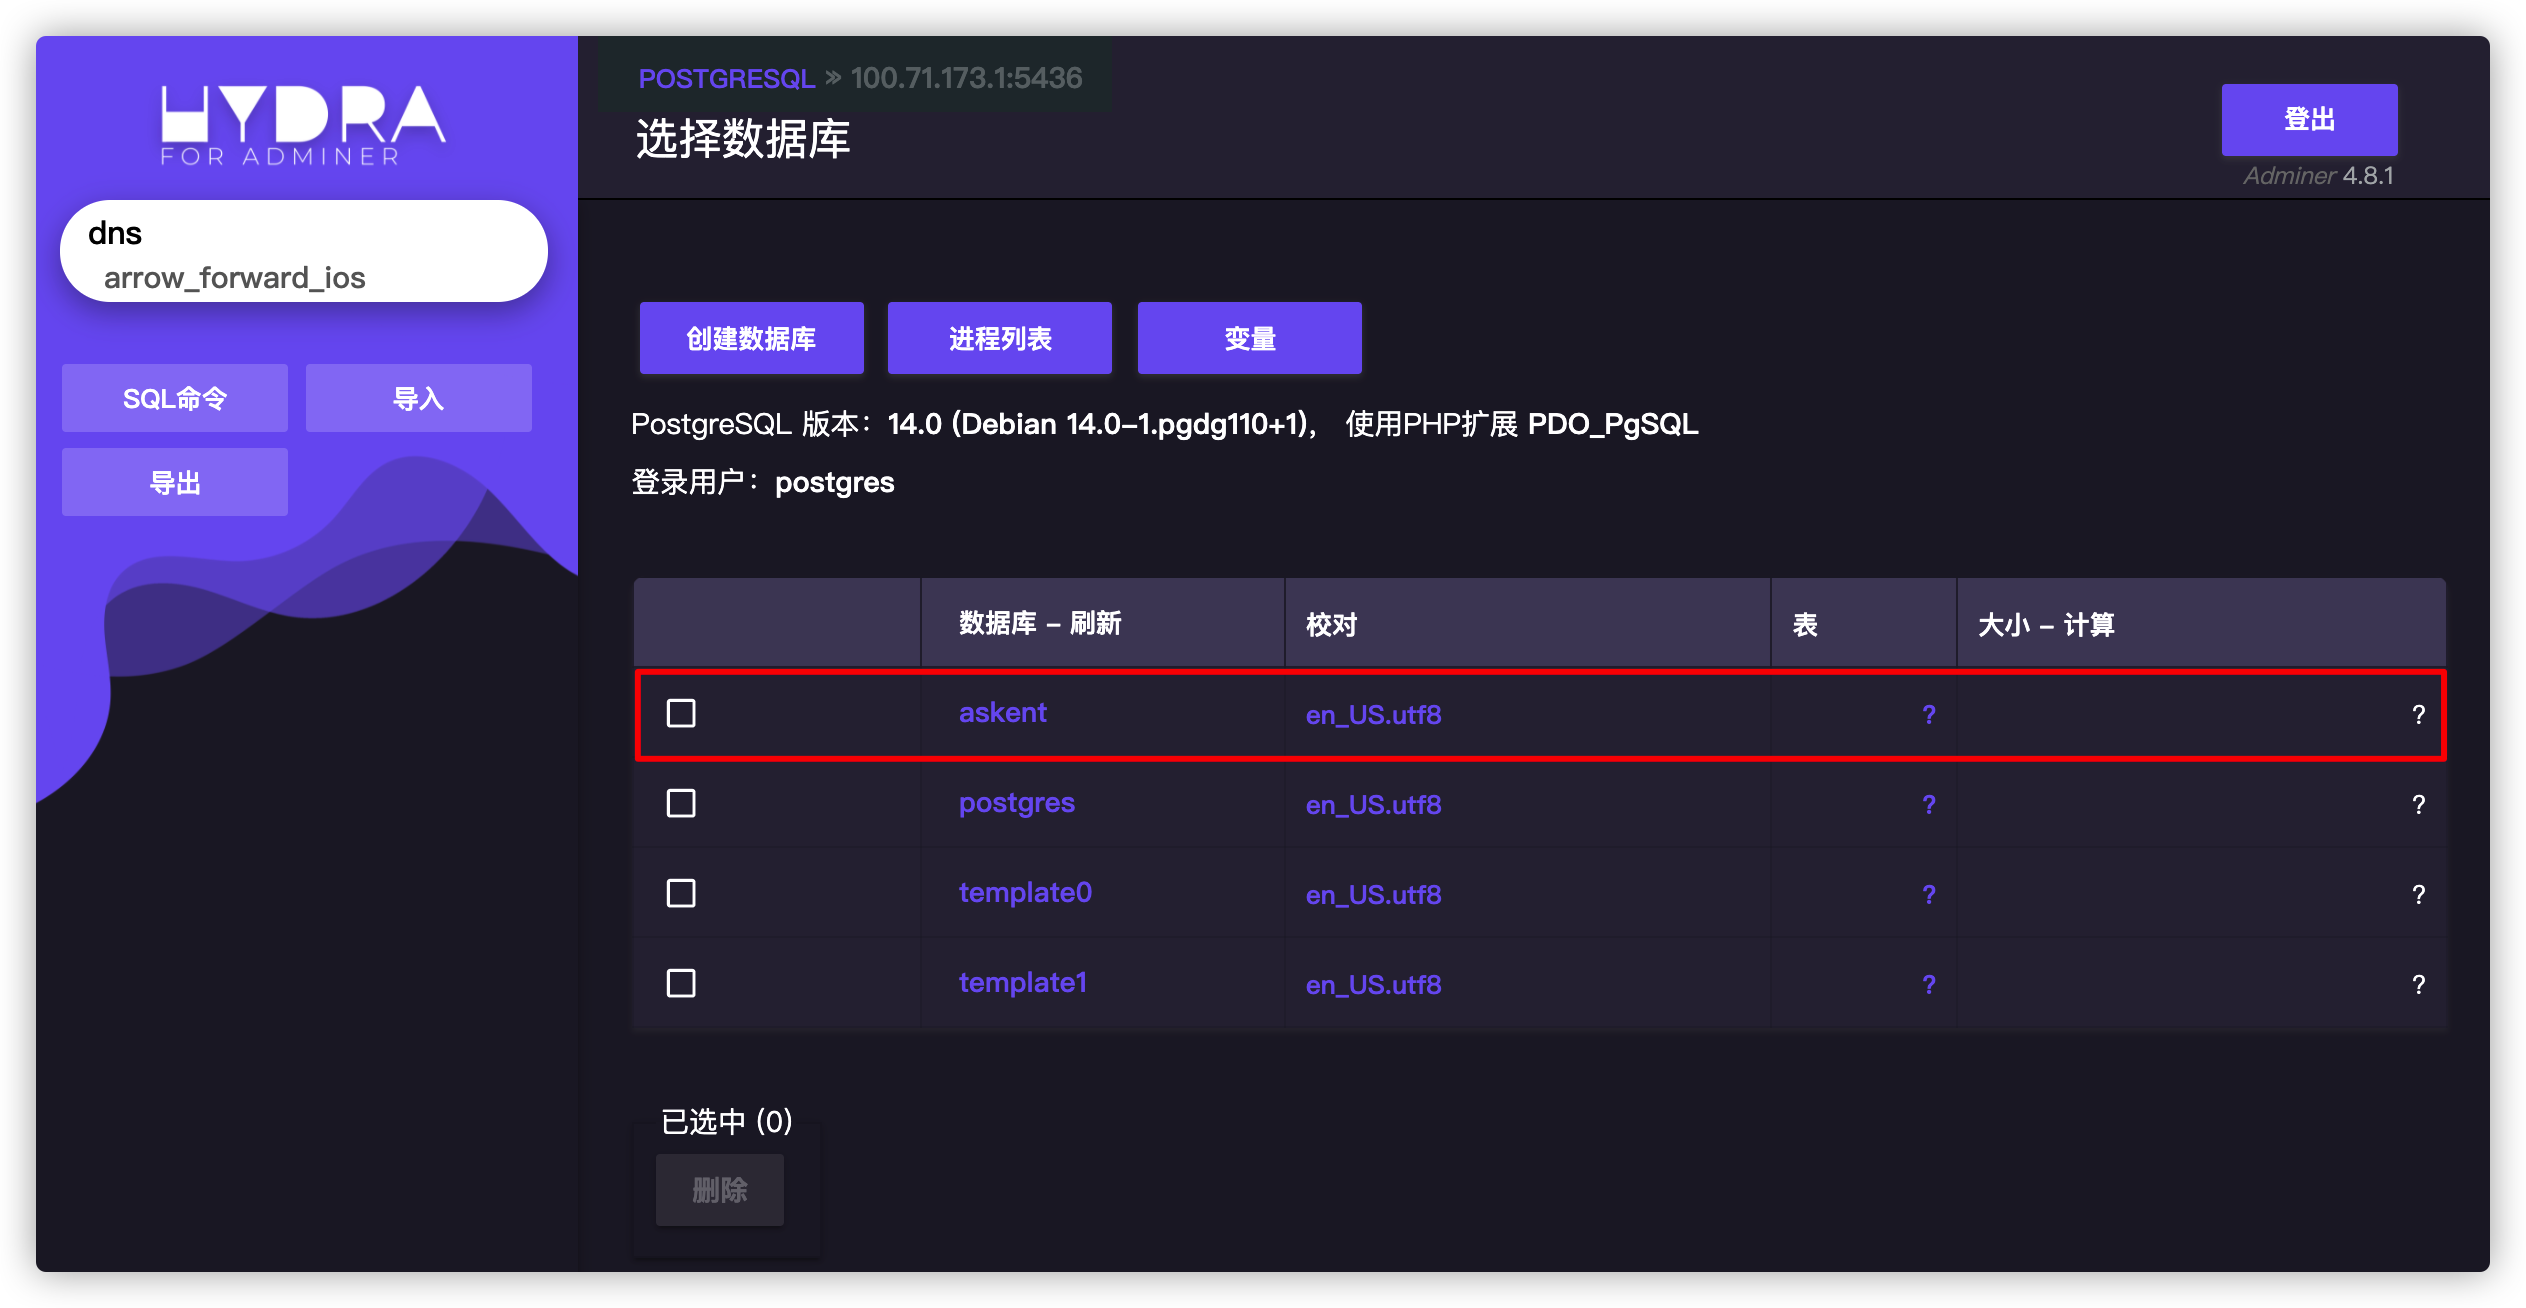 HYDRA
FOR ADMINER
dns
arrow_forward_ios
SQL命令
导入
导出
POSTGRESQL » 100.71.173.1:5436
选择数据库
登出
Adminer 4.8.1
创建数据库
进程列表
变量
PostgreSQL 版本：14.0 (Debian 14.0-1.pgdg110+1)， 使用PHP扩展 PDO_PgSQL
登录用户：postgres
数据库 - 刷新 校对 表 大小 - 计算
askent en_US.utf8 ? ?
postgres en_US.utf8 ? ?
template0 en_US.utf8 ? ?
template1 en_US.utf8 ? ?
已选中 (0)
删除